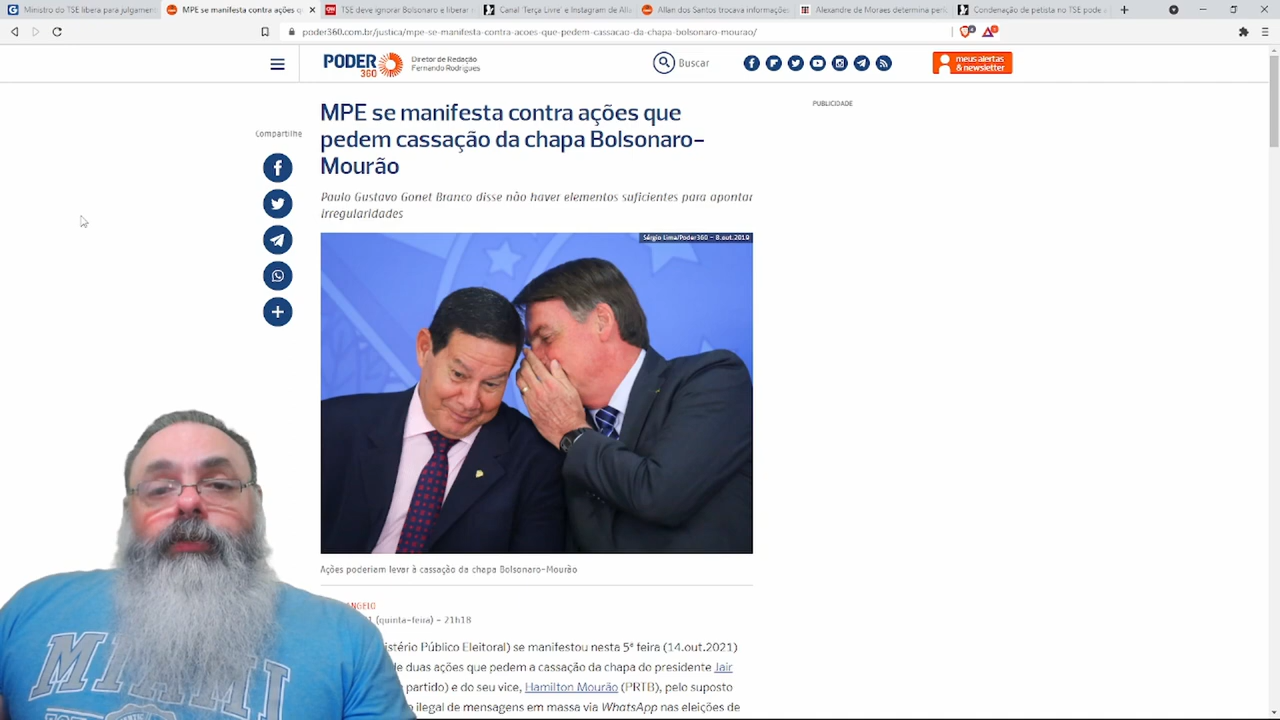 Ministro do TSE libera para julgament
MPE se manifesta contra ações q
TSE deve ignorar Bolsonaro e liberar
Canal 'Terça Livre' e Instagram de All
Allan dos Santos trocava informaçõe
Alexandre de Moraes determina peri
Condenação de petista no TSE pode
poder360.com.br/justica/mpe-se-manifesta-contra-acoes-que-pedem-cassacao-da-chapa-bolsonaro-mourao/
PODER
360
Diretor de Redação
Fernando Rodrigues
Buscar
meus alertas
& newsletter
MPE se manifesta contra ações que
pedem cassação da chapa Bolsonaro-
Mourão
PUBLICIDADE
Compartilhe
Paulo Gustavo Gonet Branco disse não haver elementos suficientes para apontar
irregularidades
Sérgio Lima/Poder360 – 8.out.2019
Ações poderiam levar à cassação da chapa Bolsonaro-Mourão
NGELO
1 (quinta-feira) – 21h18
istério Público Eleitoral) se manifestou nesta 5ª feira (14.out.2021)
de duas ações que pedem a cassação da chapa do presidente Jair
partido) e do seu vice, Hamilton Mourão (PRTB), pelo suposto
o ilegal de mensagens em massa via WhatsApp nas eleições de
MIAMI